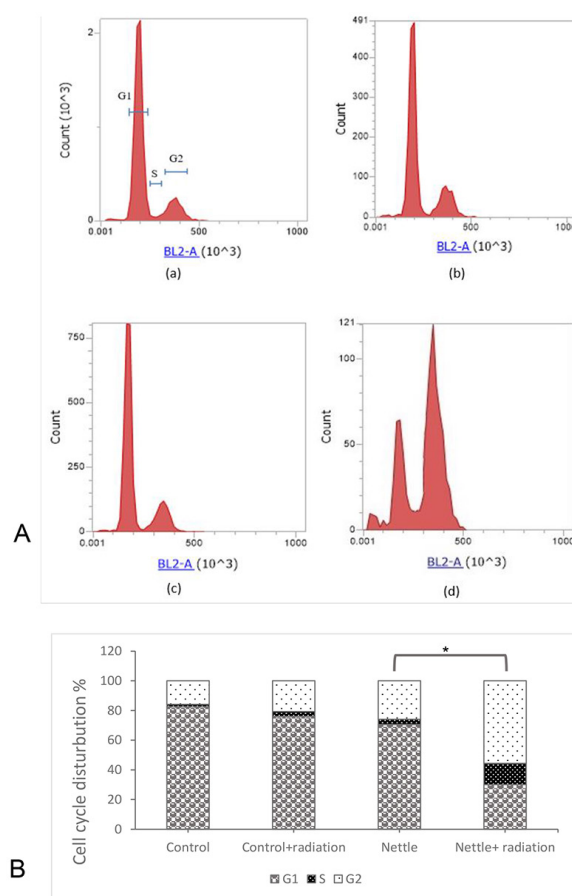 A
2
1
0
Count (10^3)
G1
S
G2
0.001
500
1000
BL2-A (10^3)
(a)
491
400
300
200
100
0
Count
0.001
500
1000
BL2-A (10^3)
(b)
750
500
250
0
Count
0.001
500
1000
BL2-A (10^3)
(c)
121
100
50
0
Count
0.001
500
1000
BL2-A (10^3)
(d)
B
120
100
80
60
40
20
0
Cell cycle disturbution %
*
Control
Control+radiation
Nettle
Nettle+ radiation
G1 S G2